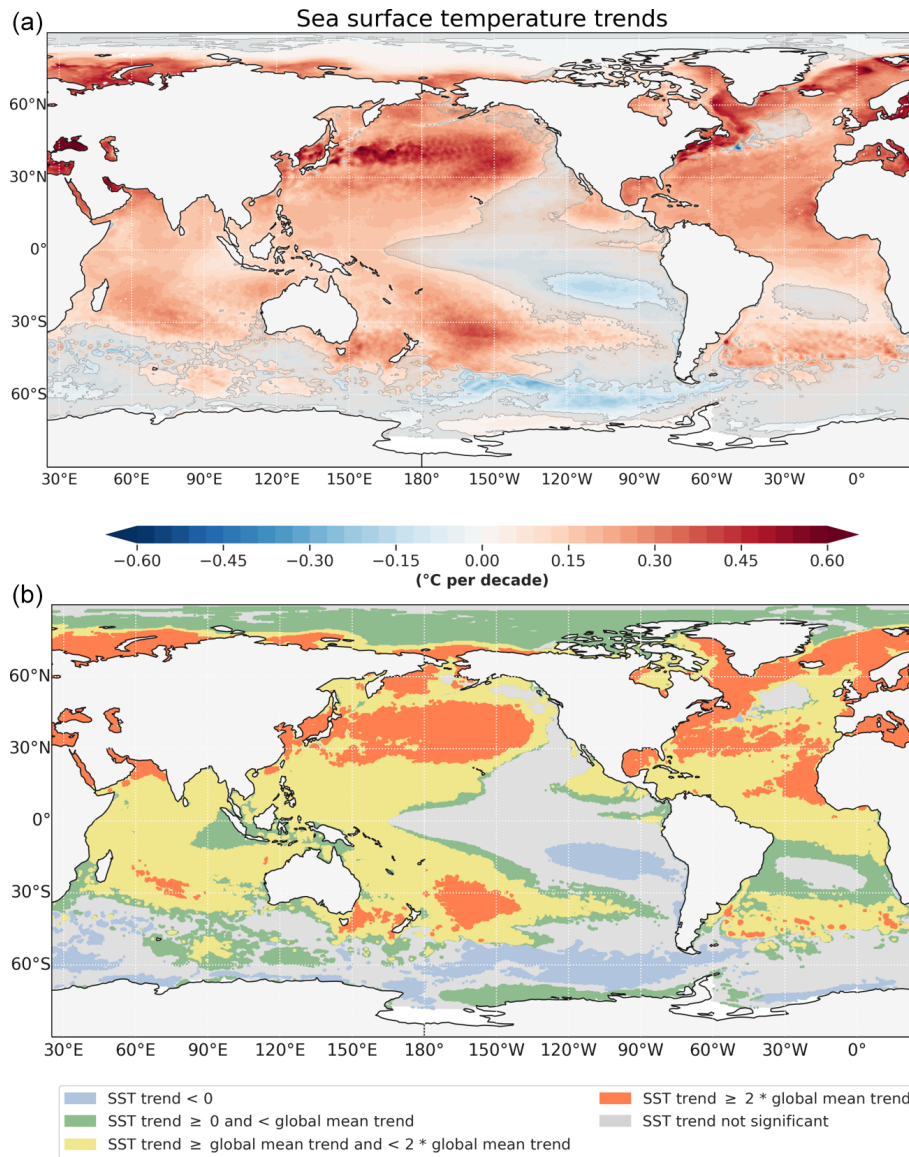 (a)
Sea surface temperature trends
60°N
30°N
0°
30°S
60°S
30°E 60°E 90°E 120°E 150°E 180° 150°W 120°W 90°W 60°W 30°W 0°
−0.60 −0.45 −0.30 −0.15 0.00 0.15 0.30 0.45 0.60
(°C per decade)
(b)
60°N
30°N
0°
30°S
60°S
30°E 60°E 90°E 120°E 150°E 180° 150°W 120°W 90°W 60°W 30°W 0°
SST trend < 0
SST trend ≥ 0 and < global mean trend
SST trend ≥ global mean trend and < 2 * global mean trend
SST trend ≥ 2 * global mean trend
SST trend not significant